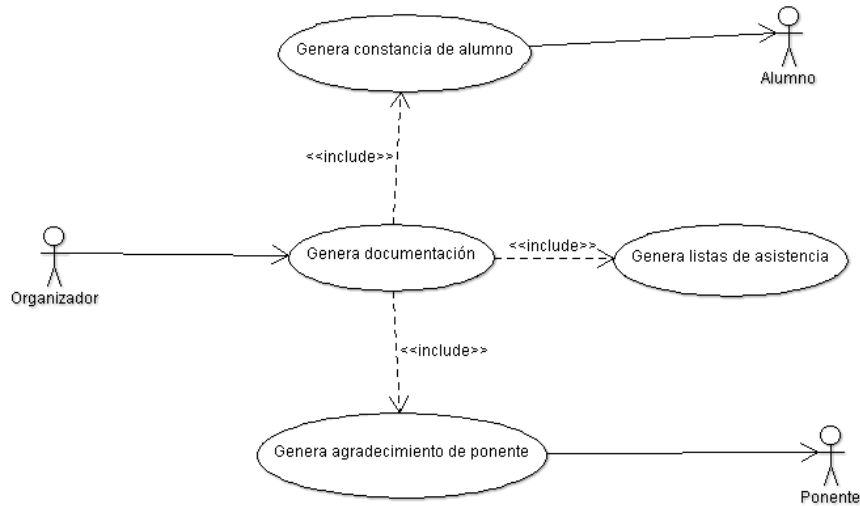 Genera constancia de alumno
Alumno
<<include>>
Genera documentación
<<include>>
Genera listas de asistencia
Organizador
<<include>>
Genera agradecimiento de ponente
Ponente